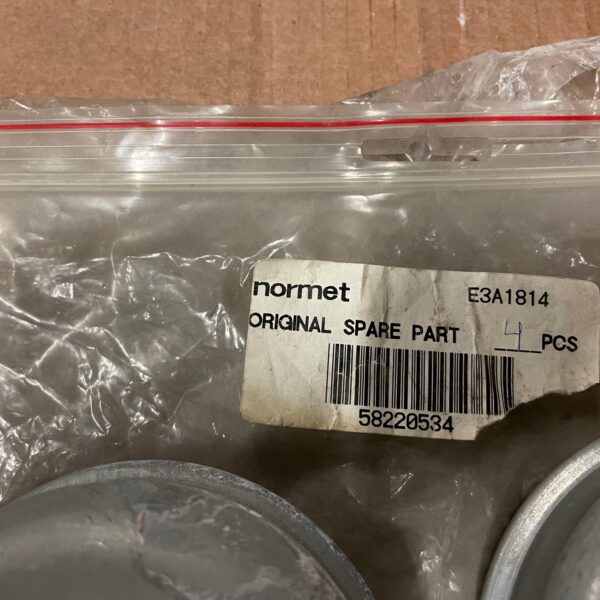 normet E3A1814
ORIGINAL SPARE PART 4 PCS
58220534